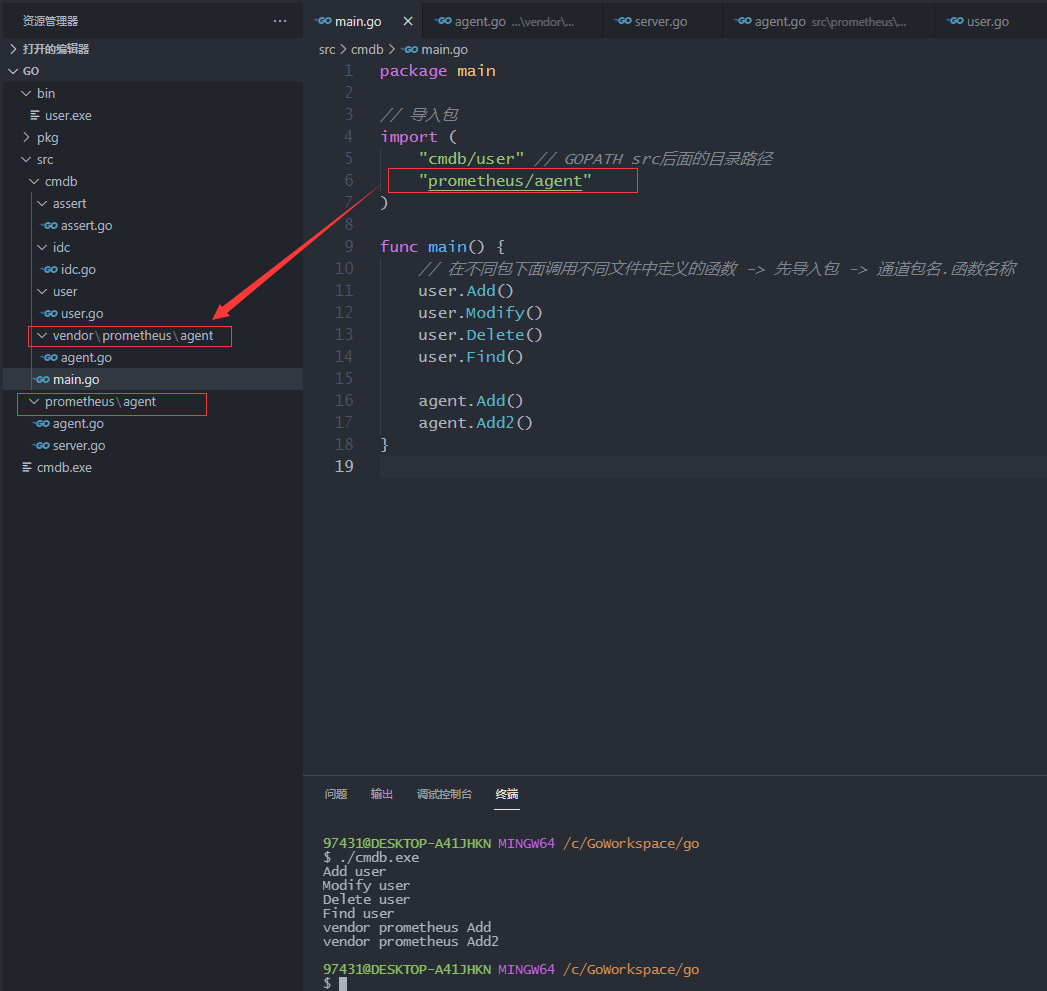 资源管理器 ...
打开的编辑器
GO
bin
user.exe
pkg
src
cmdb
assert
assert.go
idc
idc.go
user
user.go
vendor\prometheus\agent
agent.go
main.go
prometheus\agent
agent.go
server.go
cmdb.exe
main.go × agent.go ...\vendor\... server.go agent.go src\prometheus\... user.go
src > cmdb > main.go
1 package main
2
3 // 导入包
4 import (
5 "cmdb/user" // GOPATH src后面的目录路径
6 "prometheus/agent"
7 )
8
9 func main() {
10 // 在不同包下面调用不同文件中定义的函数 -> 先导入包 -> 通道包名.函数名称
11 user.Add()
12 user.Modify()
13 user.Delete()
14 user.Find()
15
16 agent.Add()
17 agent.Add2()
18 }
19
问题 输出 调试控制台 终端
97431@DESKTOP-A41JHKN MINGW64 /c/GoWorkspace/go
$ ./cmdb.exe
Add user
Modify user
Delete user
Find user
vendor prometheus Add
vendor prometheus Add2
97431@DESKTOP-A41JHKN MINGW64 /c/GoWorkspace/go
$